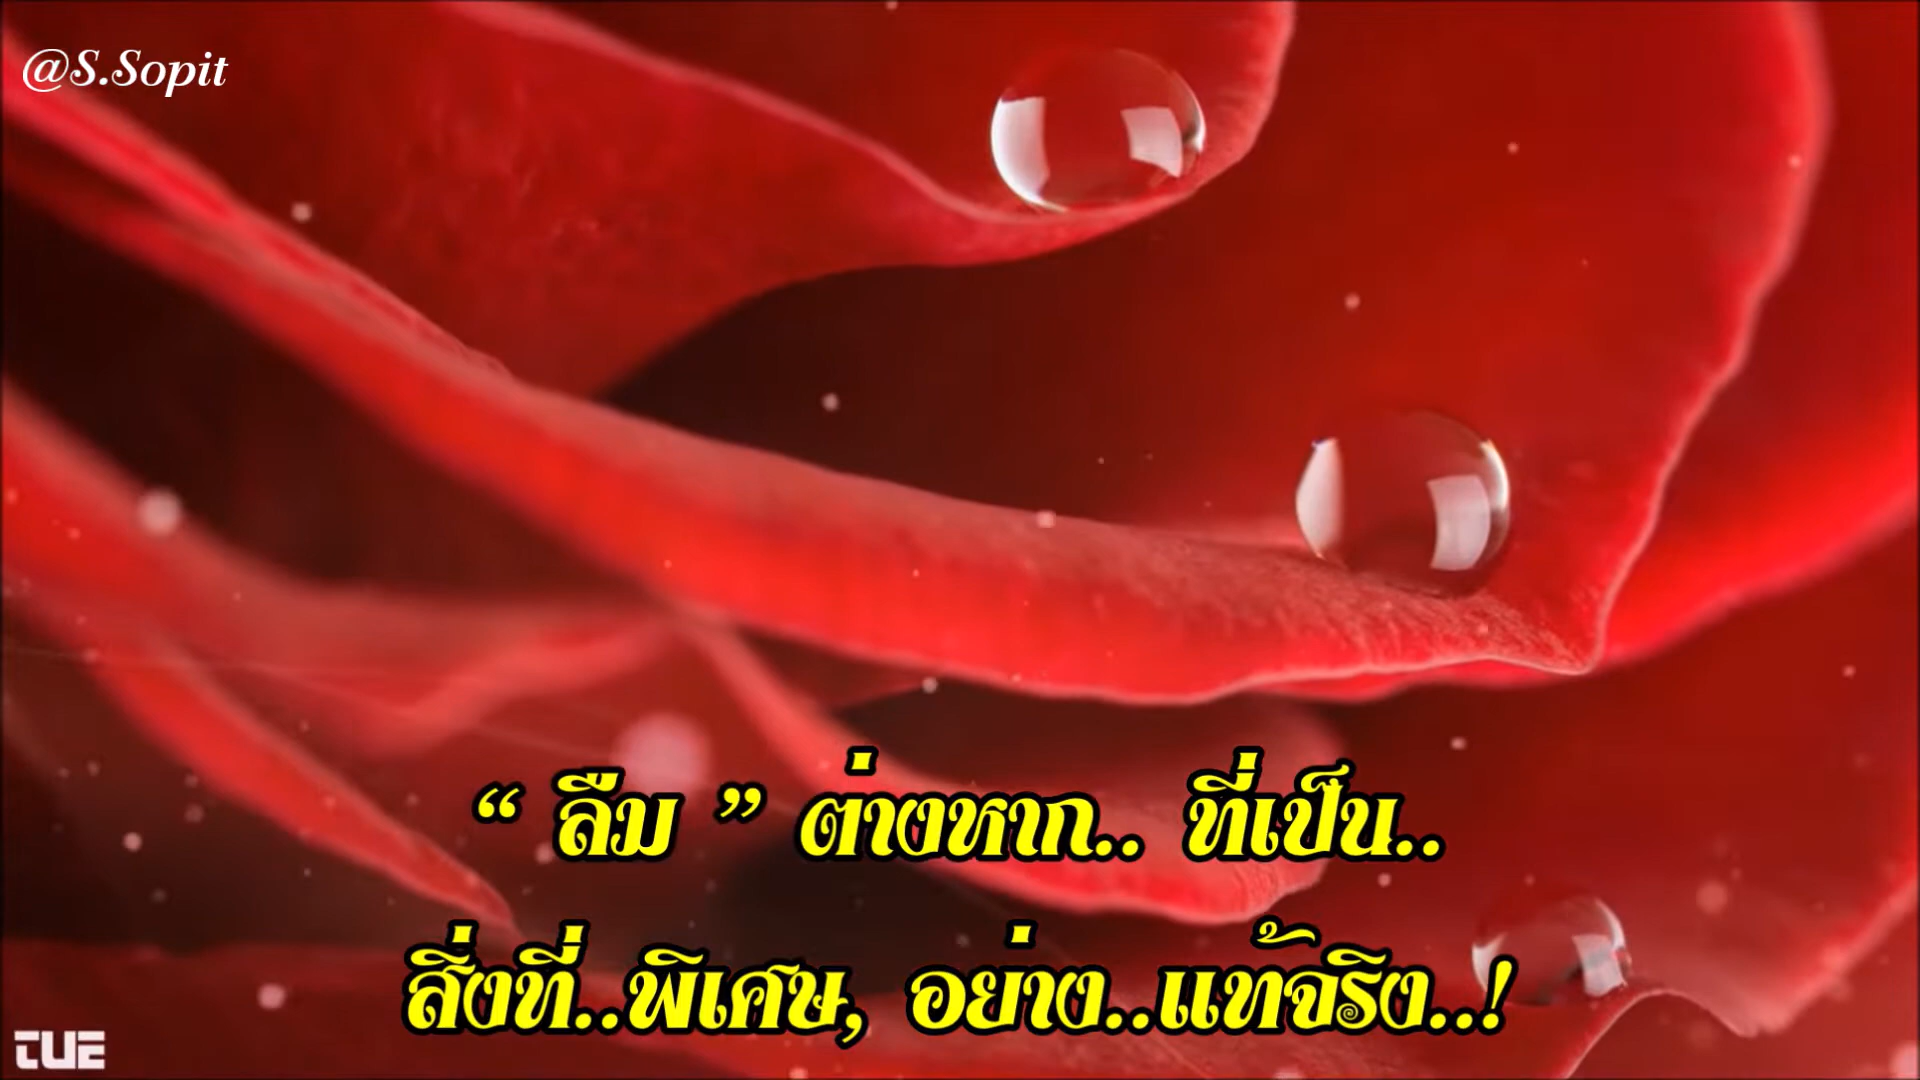 @S.Sopit
“ ลืม ” ต่างหาก.. ที่เป็น..
สิ่งที่..พิเศษ, อย่าง..แท้จริง..!
TUE